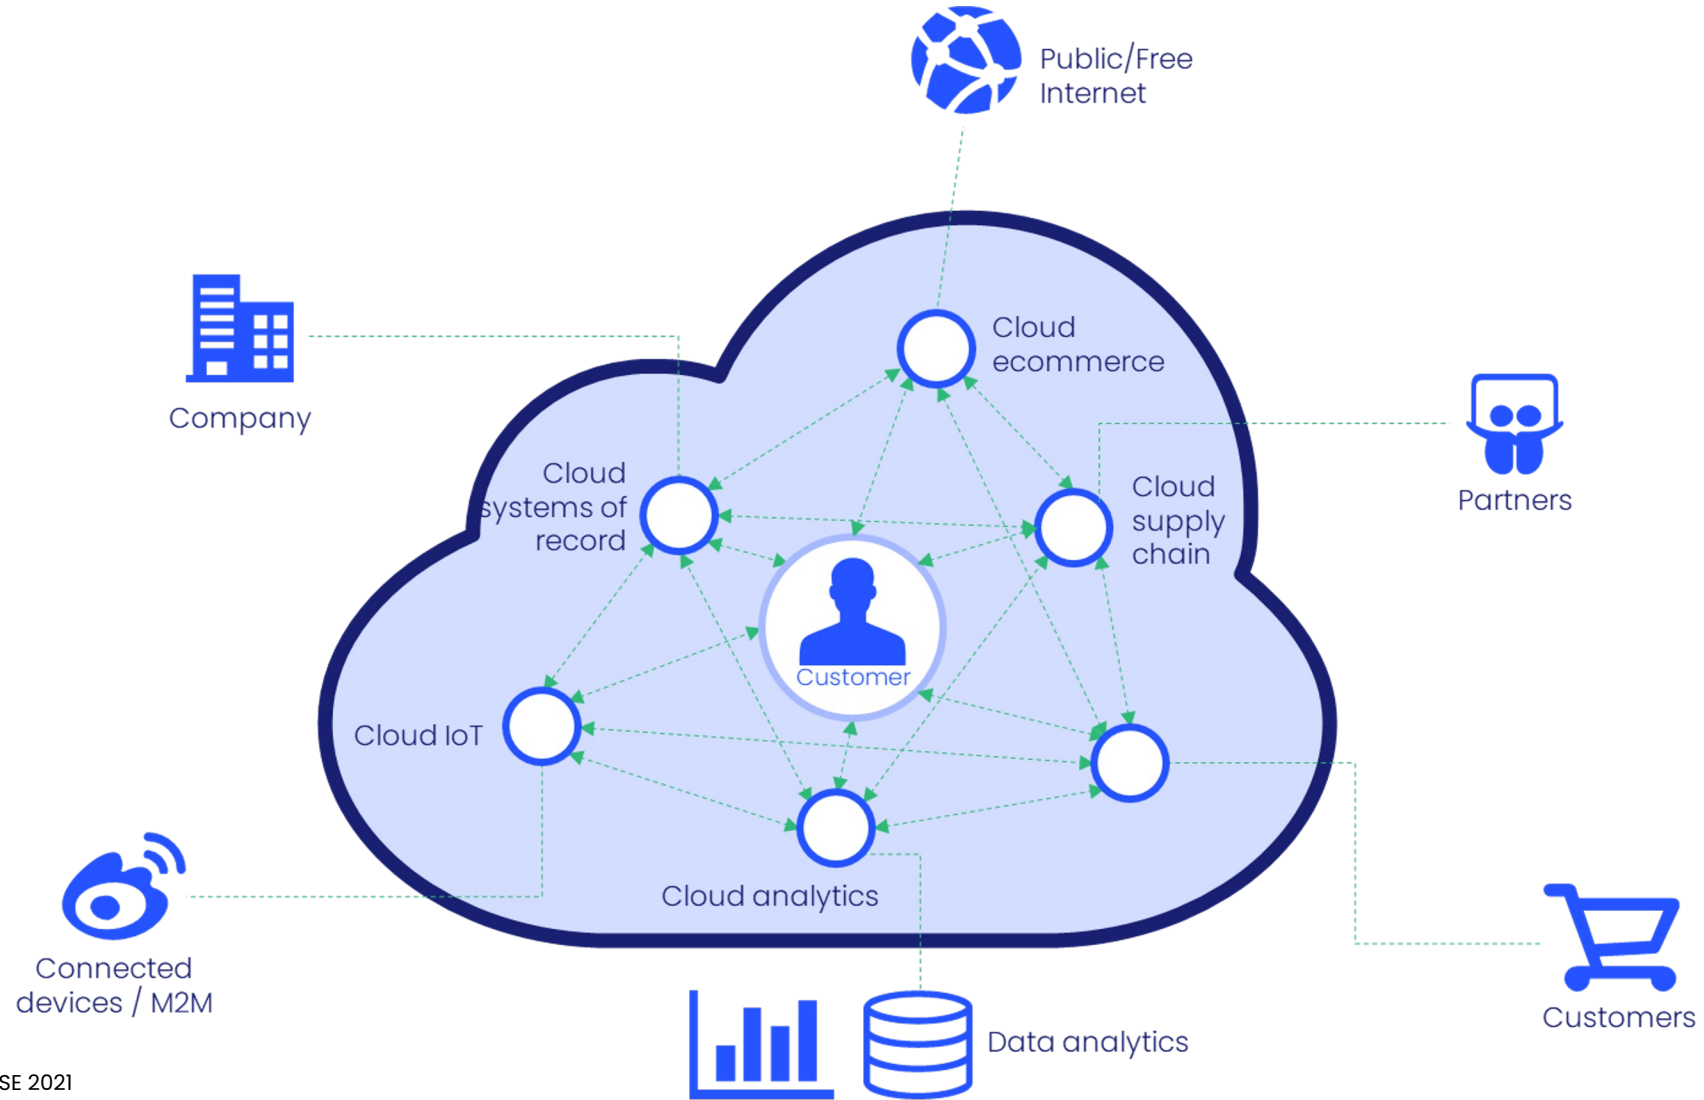 Public/Free
Internet
Cloud
ecommerce
Company
Partners
Cloud
systems of
record
Cloud
supply
chain
Customer
Cloud IoT
Cloud analytics
Connected
devices / M2M
Customers
Data analytics
SE 2021